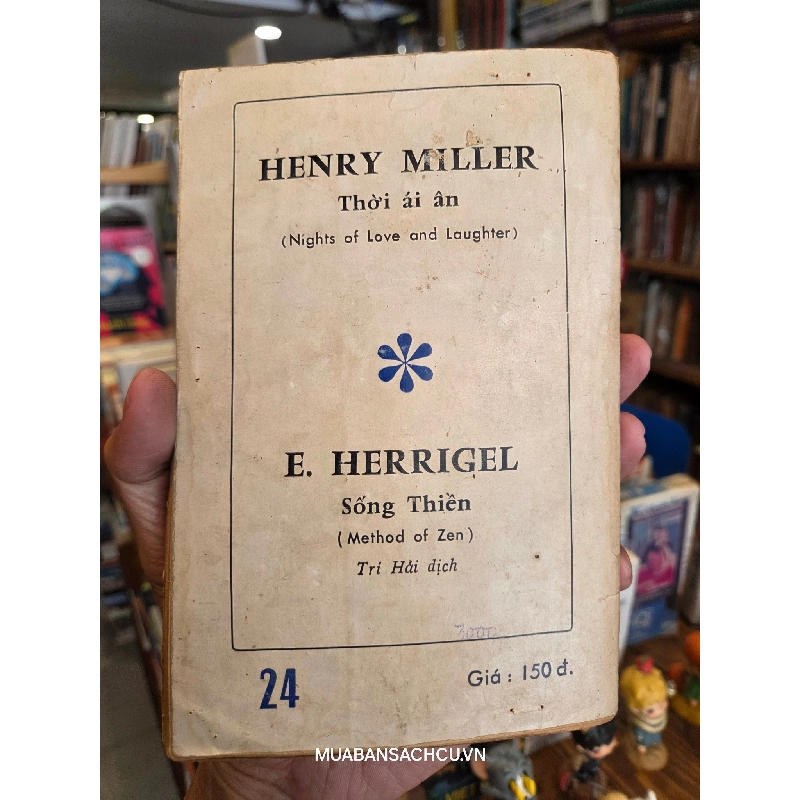 HENRY MILLER
Thời ái ân
(Nights of Love and Laughter)
E. HERRIGEL
Sống Thiền
(Method of Zen)
Trí Hải dịch
24
Giá : 150 đ.
MUABANSACHCU.VN